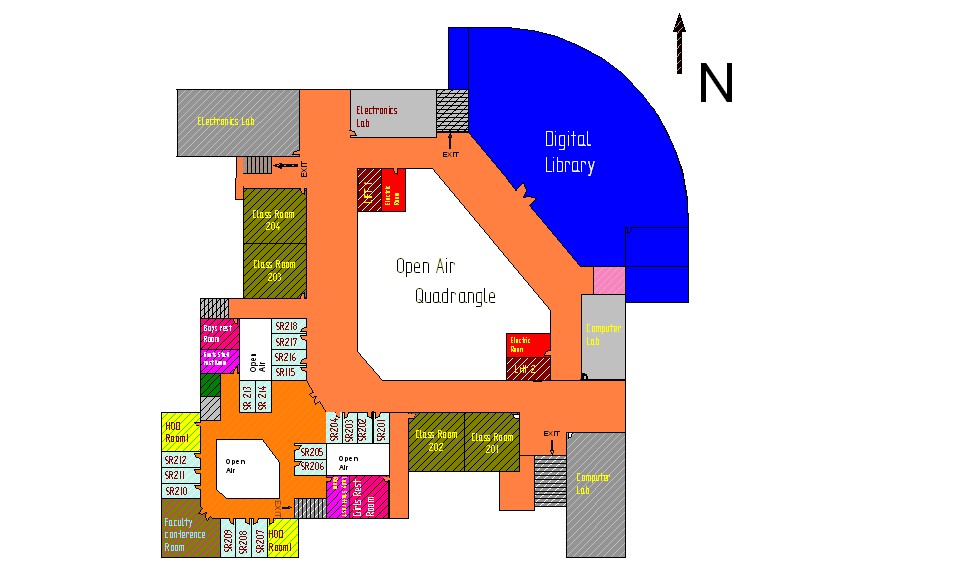 N
Electronics Lab
Electronics
Lab
Digital
Library
EXIT
EXIT
LIFT-1
Electric
Room
Class Room
204
Class Room
203
Open Air
Quadrangle
Boys rest
Room
Open
Air
SR218
SR217
SR216
SR115
SR 213
SR 214
Electric
Room
Computer
Lab
HOD
Room1
SR212
SR211
SR210
Open
Air
SR204
SR203
SR202
SR201
SR205
SR206
Open
Air
Class Room
202
Class Room
201
EXIT
Computer
Lab
Girls Rest
Room
EXIT
Faculty
conference
Room
SR209
SR208
SR207
HOD
Room1